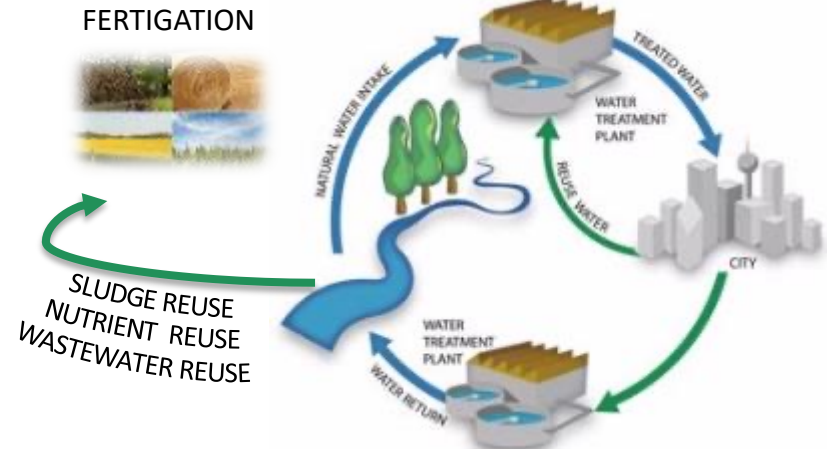 FERTIGATION
NATURAL WATER INTAKE
TREATED WATER
WATER
TREATMENT
PLANT
REUSE WATER
CITY
SLUDGE REUSE
NUTRIENT REUSE
WASTEWATER REUSE
WATER
TREATMENT
PLANT
WATER RETURN